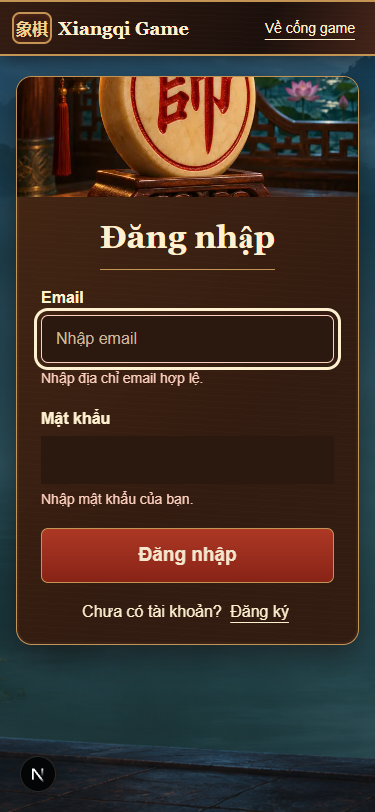 象棋 Xiangqi Game Về cổng game
帥
Đăng nhập
Email
Nhập email
Nhập địa chỉ email hợp lệ.
Mật khẩu
Nhập mật khẩu của bạn.
Đăng nhập
Chưa có tài khoản? Đăng ký
N